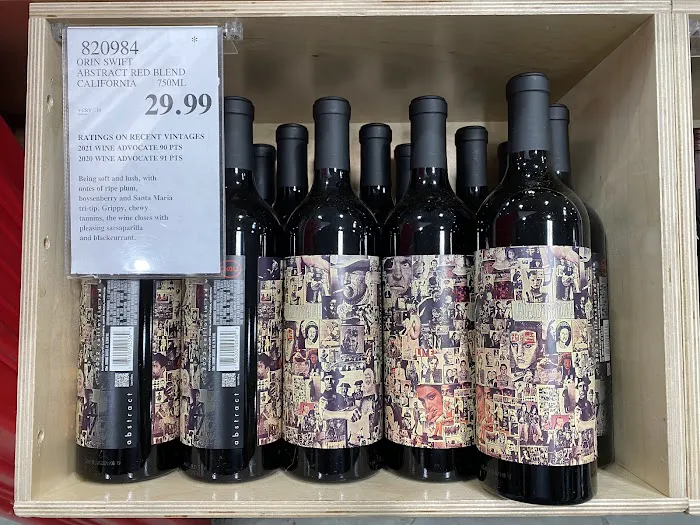 820984 *
ORIN SWIFT
ABSTRACT RED BLEND
CALIFORNIA 750ML
29.99
RATINGS ON RECENT VINTAGES
2021 WINE ADVOCATE 90 PTS
2020 WINE ADVOCATE 91 PTS
Being soft and lush, with
notes of ripe plum,
boysenberry and Santa Maria
tri-tip. Grippy, chewy
tannins, the wine closes with
pleasing sarsaparilla
and blackcurrant.
abstract
abstract